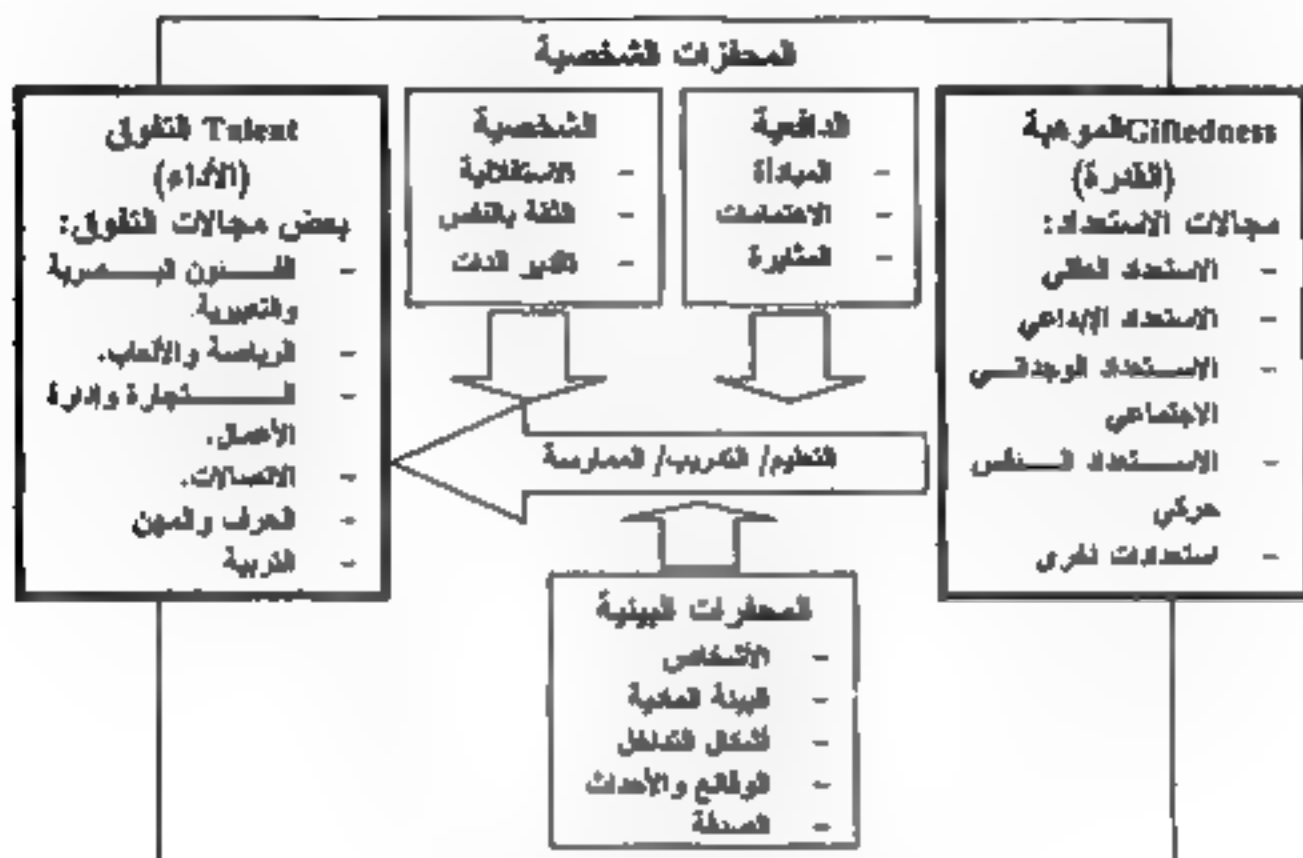 المحفزات الشخصية
Giftedness الموهبة
(القدرة)
مجالات الاستعداد:
- الاستعداد العقلي
- الاستعداد الإبداعي
- الاستعداد الوجداني
الاجتماعي
- الاستعداد النفس
حركي
- استعدادات أخرى
الدافعية
- المبادأة
- الاهتمامات
- المثابرة
الشخصية
- الاستقلالية
- الثقة بالنفس
- تقدير الذات
Talent التفوق
(الأداء)
بعض مجالات التفوق:
- الفنون البصرية
والتعبيرية.
- الرياضة والألعاب.
- التجارة وإدارة
الأعمال.
- الاتصالات.
- الحرف والمهن
- التربية
التعليم/ التدريب/ الممارسة
المحفزات البيئية
- الأشخاص
- البيئة المادية
- أشكال التداخل
- الوقائع والأحداث
- الصدفة